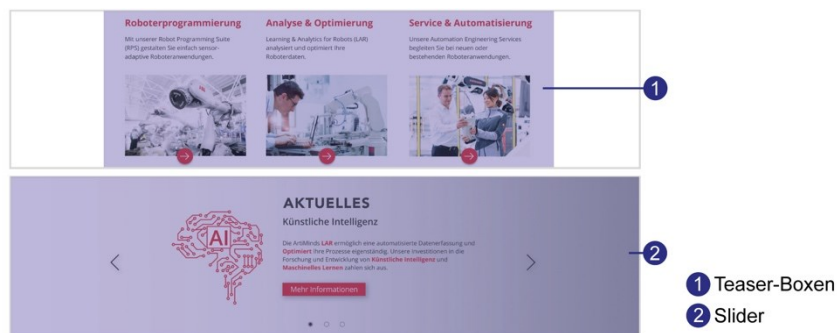 Roboterprogrammierung
Mit unserer Robot Programming Suite
(RPS) gestalten Sie einfach sensor-
adaptive Roboteranwendungen.
Analyse & Optimierung
Learning & Analytics for Robots (LAR)
analysiert und optimiert Ihre
Roboterdaten.
Service & Automatisierung
Unsere Automation Engineering Services
begleiten Sie bei neuen oder
bestehenden Roboteranwendungen.
1
AKTUELLES
Künstliche Intelligenz
AI
Die ArtiMinds LAR ermöglich eine automatisierte Datenerfassung und
Optimiert Ihre Prozesse eigenständig. Unsere Investitionen in die
Forschung und Entwicklung von Künstliche Intelligenz und
Maschinelles Lernen zahlen sich aus.
Mehr Informationen
2
1 Teaser-Boxen
2 Slider